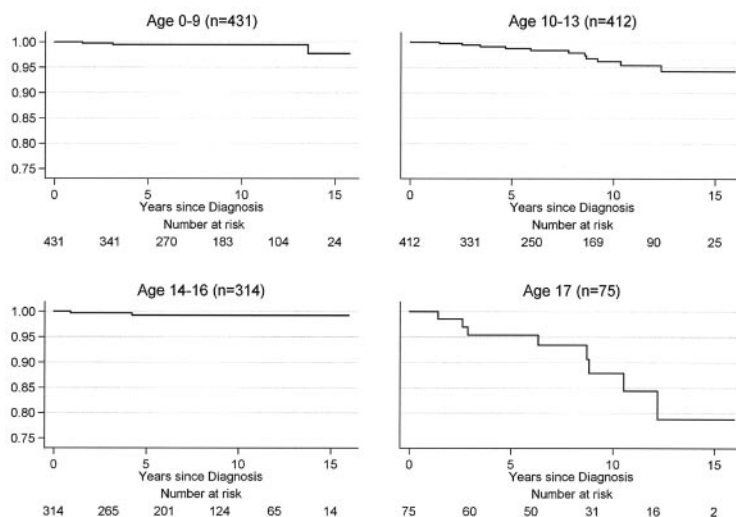 Age 0-9 (n=431)
1.00
0.95
0.90
0.85
0.80
0.75
0 5 10 15
Years since Diagnosis
Number at risk
431 341 270 183 104 24
Age 10-13 (n=412)
0 5 10 15
Years since Diagnosis
Number at risk
412 331 250 169 90 25
Age 14-16 (n=314)
1.00
0.95
0.90
0.85
0.80
0.75
0 5 10 15
Years since Diagnosis
Number at risk
314 265 201 124 65 14
Age 17 (n=75)
0 5 10 15
Years since Diagnosis
Number at risk
75 60 50 31 16 2